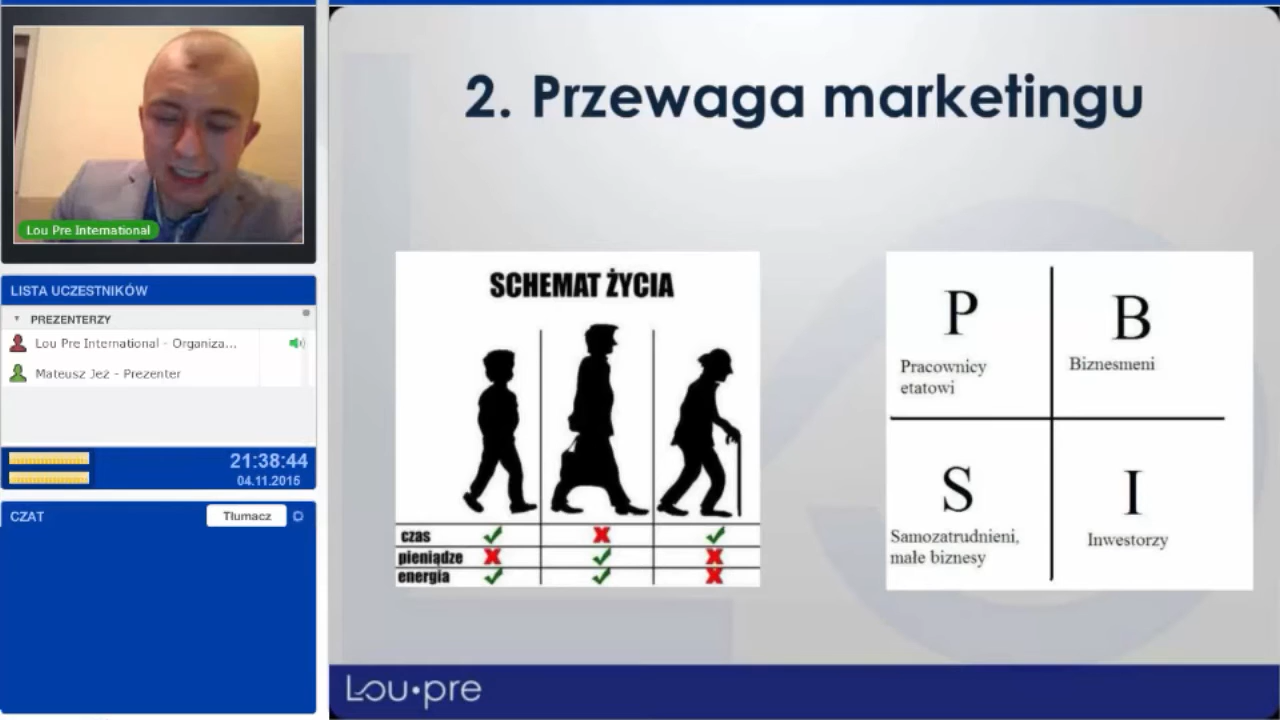 Lou Pre International
LISTA UCZESTNIKÓW
PREZENTERZY
Lou Pre International - Organiza...
Mateusz Jeż - Prezenter
21:38:44
04.11.2015
CZAT
Tłumacz
2. Przewaga marketingu
SCHEMAT ŻYCIA
czas
pieniądze
energia
P
Pracownicy
etatowi
B
Biznesmeni
S
Samozatrudnieni,
małe biznesy
I
Inwestorzy
Lou•pre